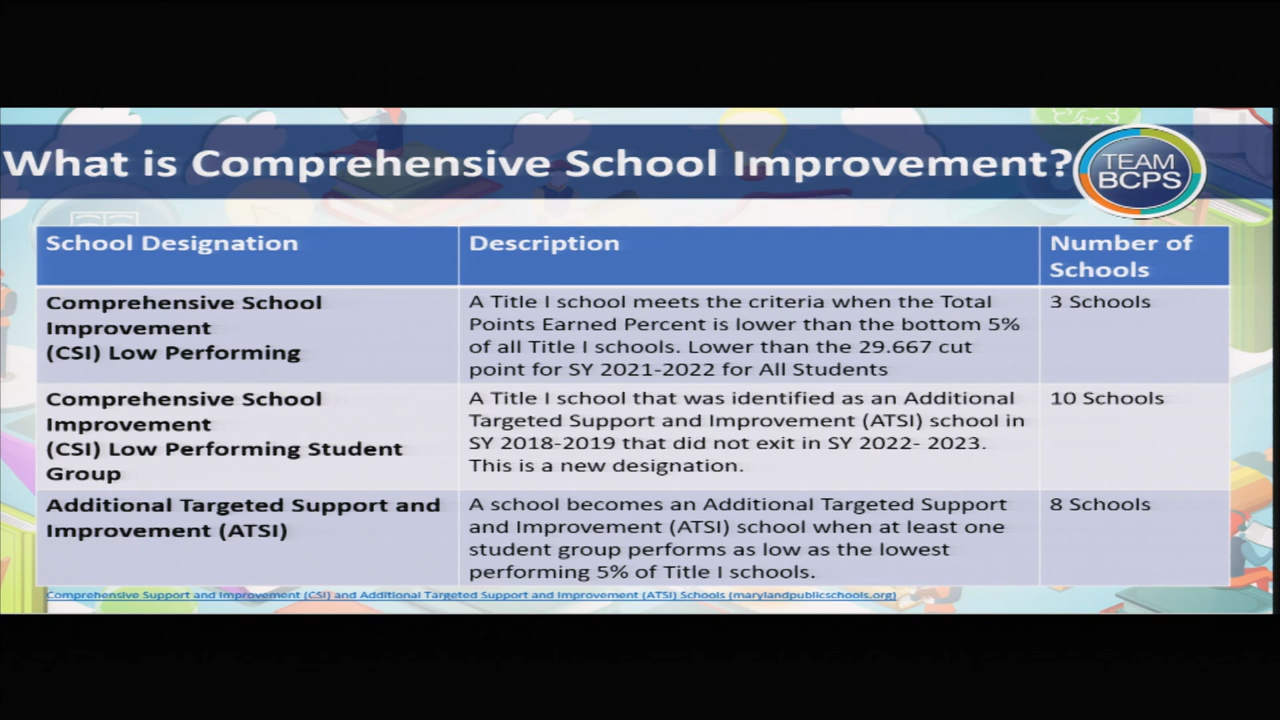 What is Comprehensive School Improvement?
TEAM
BCPS
School Designation
Description
Number of
Schools
Comprehensive School
Improvement
(CSI) Low Performing
A Title I school meets the criteria when the Total
Points Earned Percent is lower than the bottom 5%
of all Title I schools. Lower than the 29.667 cut
point for SY 2021-2022 for All Students
3 Schools
Comprehensive School
Improvement
(CSI) Low Performing Student
Group
A Title I school that was identified as an Additional
Targeted Support and Improvement (ATSI) school in
SY 2018-2019 that did not exit in SY 2022- 2023.
This is a new designation.
10 Schools
Additional Targeted Support and
Improvement (ATSI)
A school becomes an Additional Targeted Support
and Improvement (ATSI) school when at least one
student group performs as low as the lowest
performing 5% of Title I schools.
8 Schools
Comprehensive Support and Improvement (CSI) and Additional Targeted Support and Improvement (ATSI) Schools (marylandpublicschools.org)